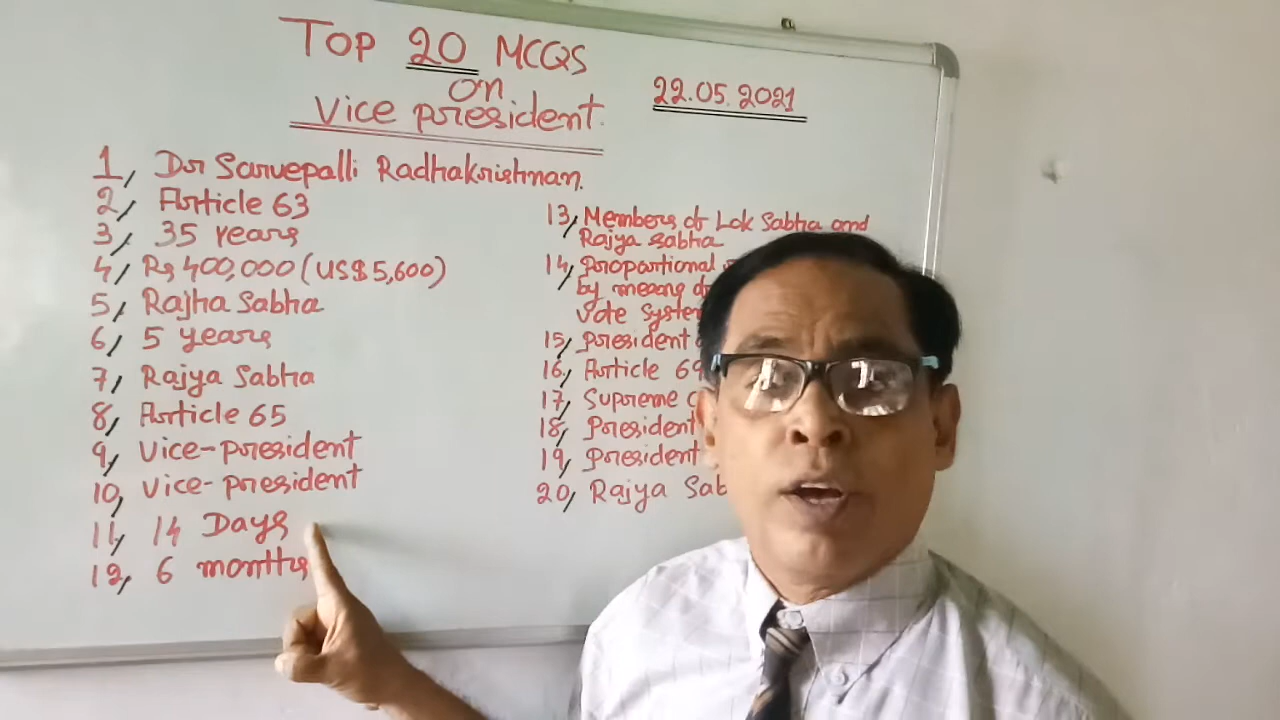 Top 20 MCQS
on
Vice president.
22.05.2021
1, Dr Sarvepalli Radhakrishnan.
2, Article 63
3, 35 years
4, Rs 400,000 (US$ 5,600)
5, Rajha Sabha
6, 5 years
7, Rajya Sabha
8, Article 65
9, Vice-president
10, Vice-president
11, 14 Days
12, 6 months
13, Members of Lok Sabha and
Rajya sabha
14, propartional
by means of
vote system
15, president
16, Article 69
17, Supreme
18, President
19, president
20, Rajya